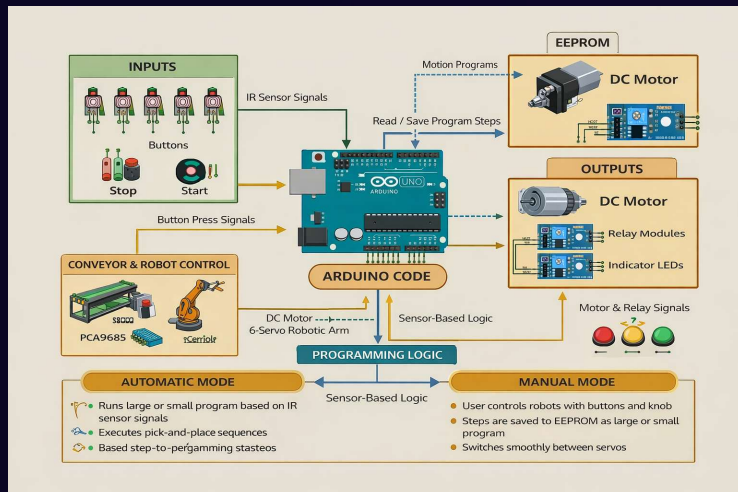 EEPROM
INPUTS
Motion Programs
DC Motor
IR Sensor Signals
Buttons
Read / Save Program Steps
Stop
Start
UNO
ARDUINO
OUTPUTS
DC Motor
Relay Modules
Indicator LEDs
Button Press Signals
CONVEYOR & ROBOT CONTROL
PCA9685
ARDUINO CODE
DC Motor
6-Servo Robotic Arm
Sensor-Based Logic
Motor & Relay Signals
?
PROGRAMMING LOGIC
AUTOMATIC MODE
Sensor-Based Logic
MANUAL MODE
Runs large or small program based on IR
sensor signals
Executes pick-and-place sequences
Based step-to-pergamming stasteos
User controls robots with buttons and knob
Steps are saved to EEPROM as large or small
program
Switches smoothly between servos